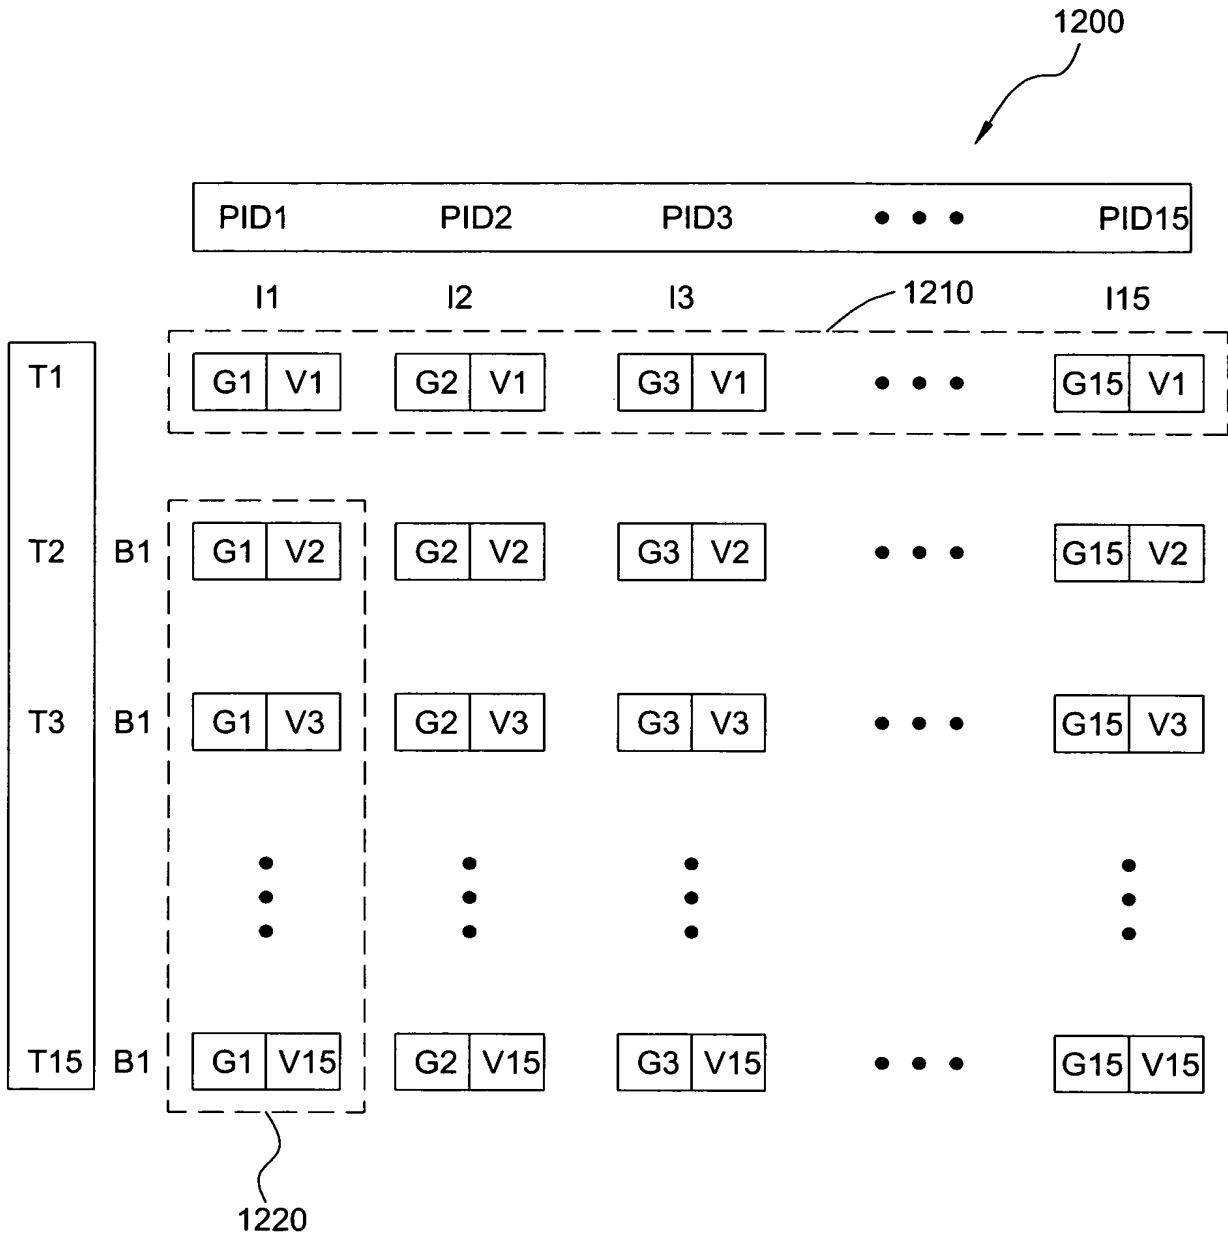 1200
PID1 PID2 PID3 • • • PID15
I1 I2 I3 1210 I15
T1 G1 V1 G2 V1 G3 V1 • • • G15 V1
T2 B1 G1 V2 G2 V2 G3 V2 • • • G15 V2
T3 B1 G1 V3 G2 V3 G3 V3 • • • G15 V3
T15 B1 G1 V15 G2 V15 G3 V15 • • • G15 V15
1220